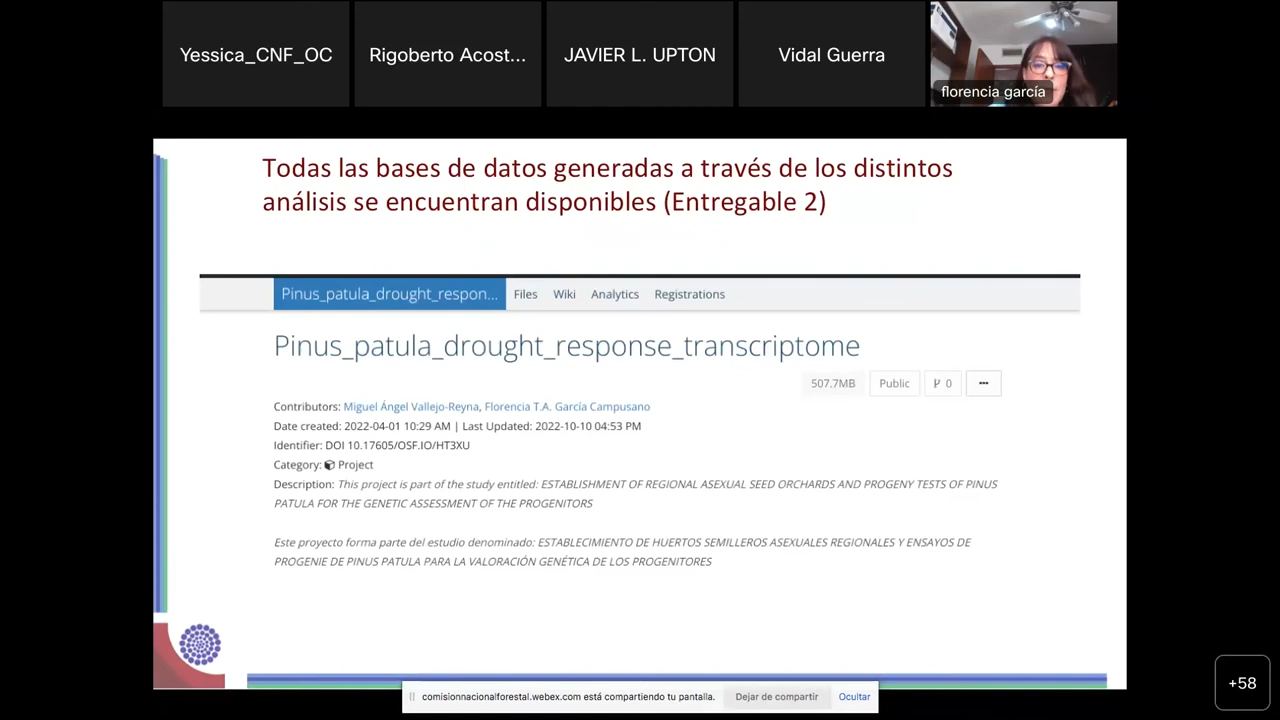 Yessica_CNF_OC
Rigoberto Acost...
JAVIER L. UPTON
Vidal Guerra
florencia garcía
Todas las bases de datos generadas a través de los distintos
análisis se encuentran disponibles (Entregable 2)
Pinus_patula_drought_respon... Files Wiki Analytics Registrations
Pinus_patula_drought_response_transcriptome
507.7MB Public 0 ...
Contributors: Miguel Ángel Vallejo-Reyna, Florencia T.A. García Campusano
Date created: 2022-04-01 10:29 AM | Last Updated: 2022-10-10 04:53 PM
Identifier: DOI 10.17605/OSF.IO/HT3XU
Category: Project
Description: This project is part of the study entitled: ESTABLISHMENT OF REGIONAL ASEXUAL SEED ORCHARDS AND PROGENY TESTS OF PINUS
PATULA FOR THE GENETIC ASSESSMENT OF THE PROGENITORS
Este proyecto forma parte del estudio denominado: ESTABLECIMIENTO DE HUERTOS SEMILLEROS ASEXUALES REGIONALES Y ENSAYOS DE
PROGENIE DE PINUS PATULA PARA LA VALORACIÓN GENÉTICA DE LOS PROGENITORES
comisionnacionalforestal.webex.com está compartiendo tu pantalla. Dejar de compartir Ocultar
+58